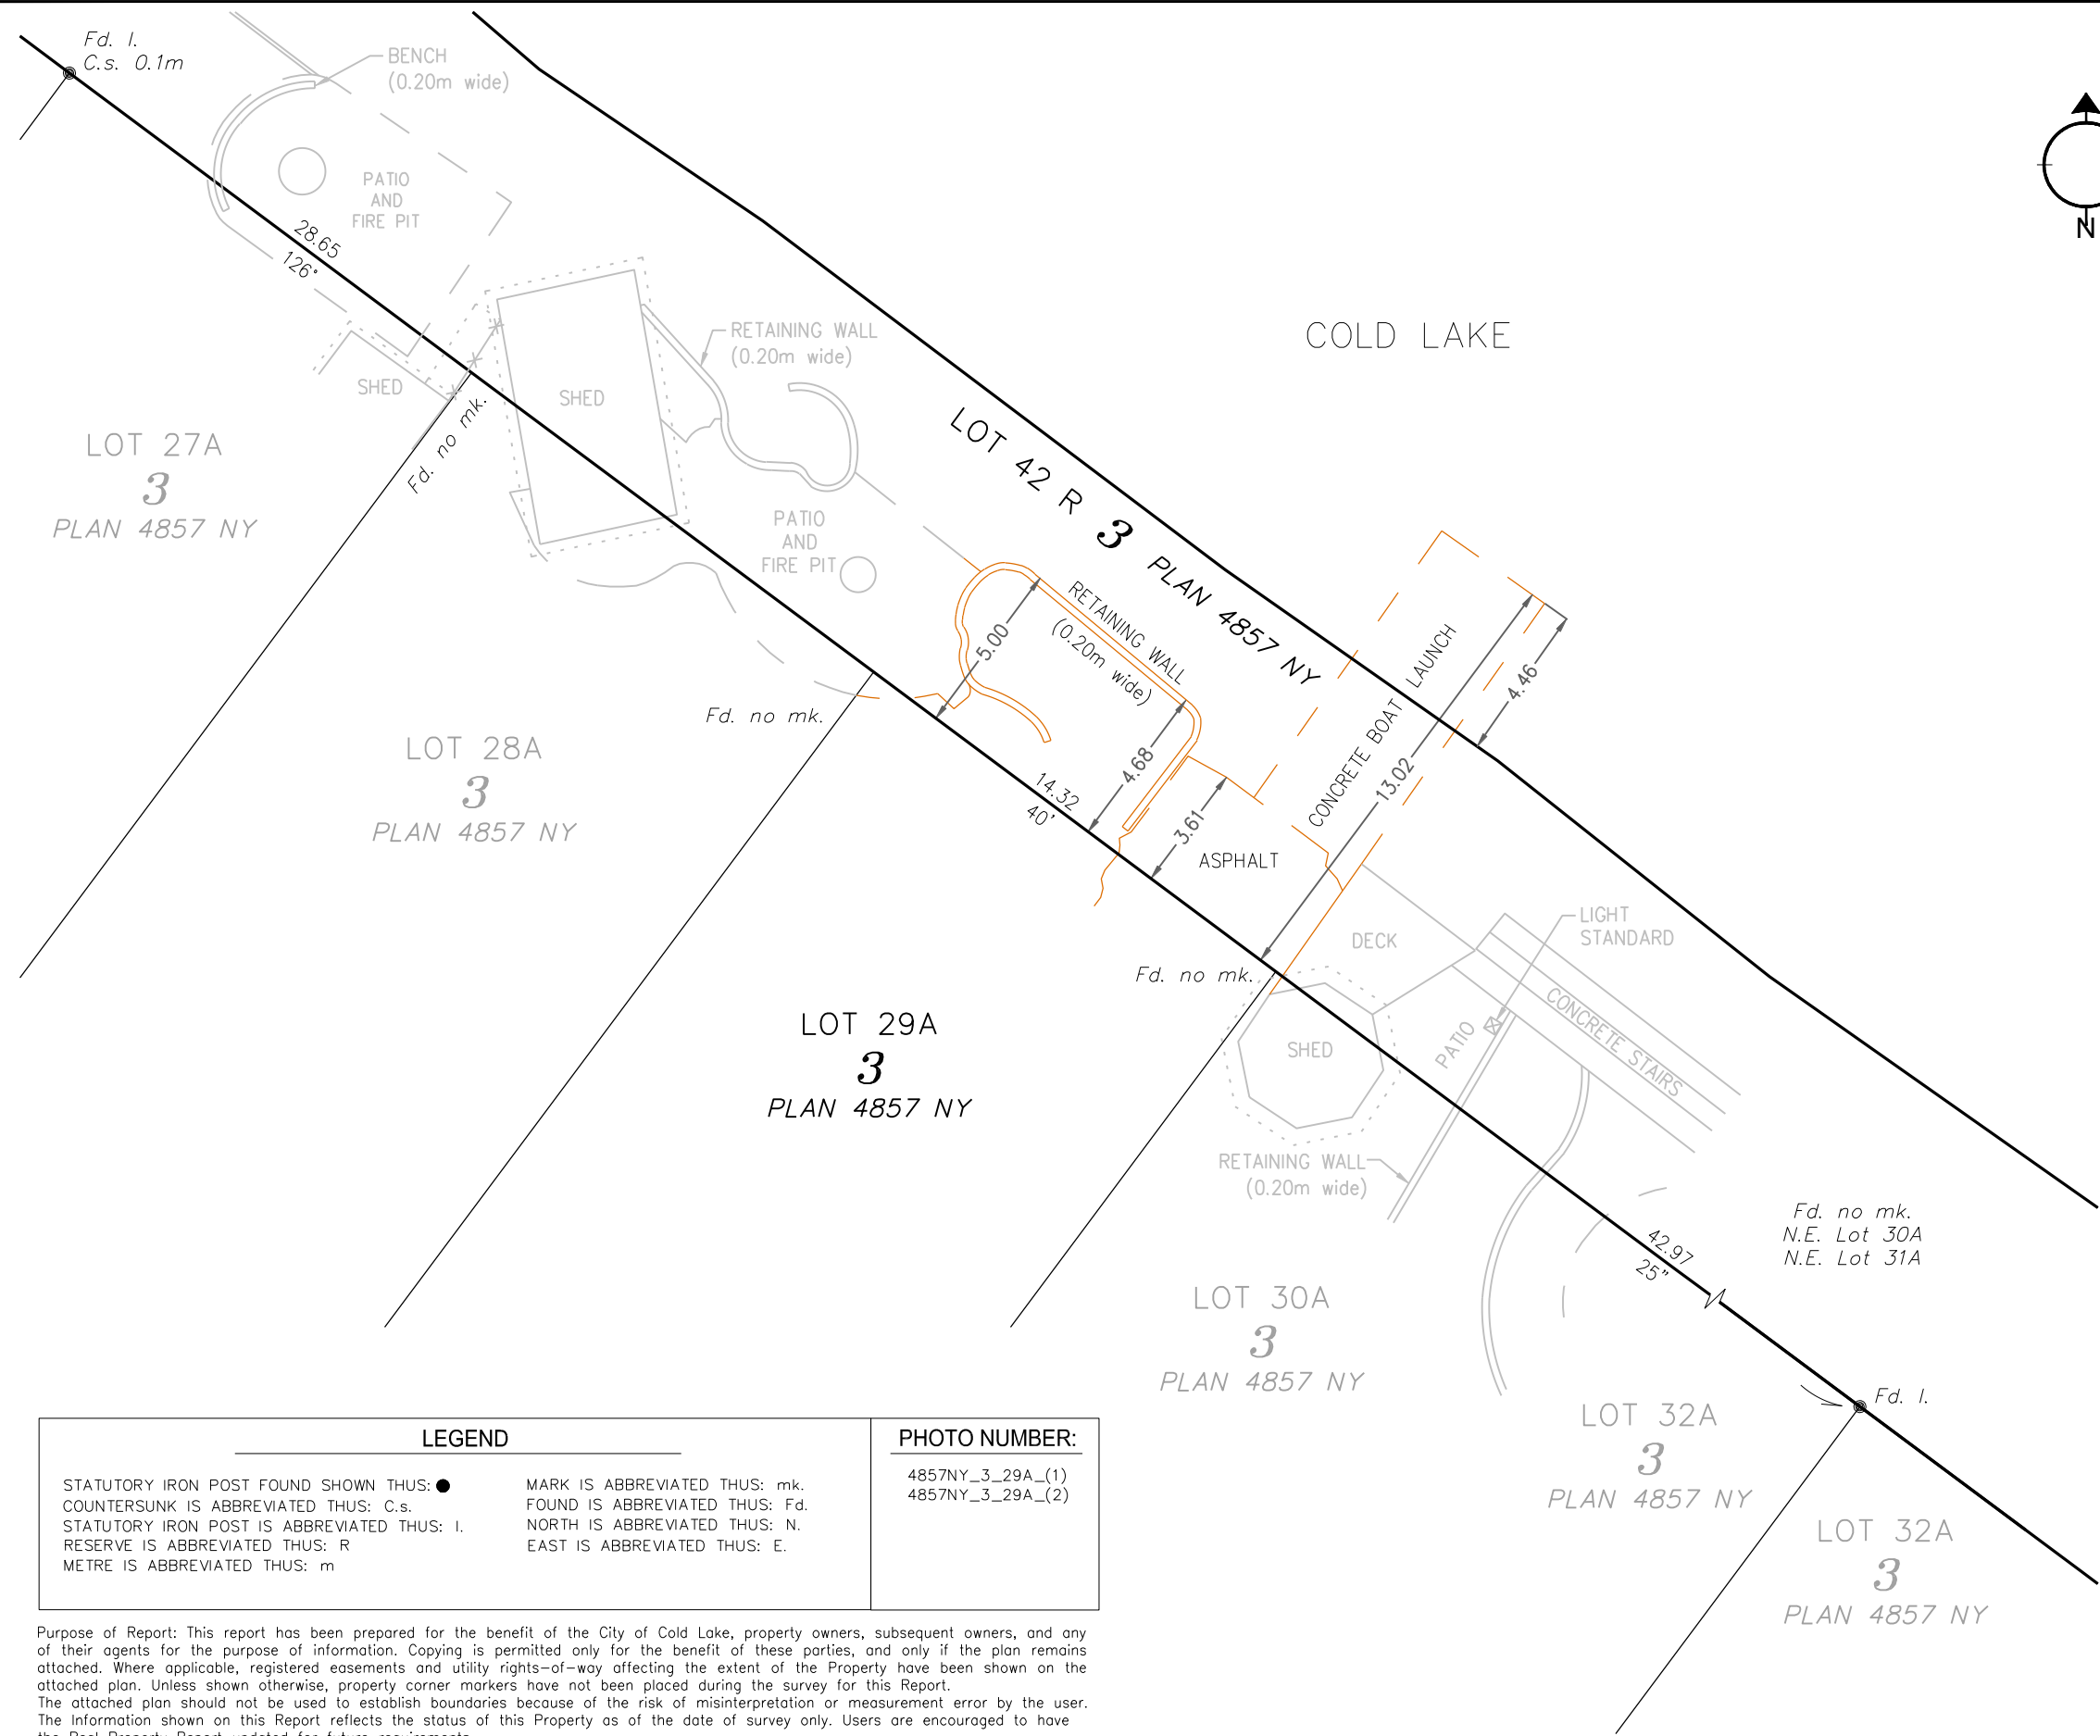 Fd. I.
C.s. 0.1m
BENCH
(0.20m wide)
PATIO
AND
FIRE PIT
N
28.65
126°
COLD LAKE
RETAINING WALL
(0.20m wide)
SHED
SHED
LOT 27A
3
PLAN 4857 NY
Fd. no mk.
LOT 42 R 3 PLAN 4857 NY
PATIO
AND
FIRE PIT
RETAINING WALL
(0.20m wide)
5.00
4.68
3.61
CONCRETE BOAT LAUNCH
13.02
4.46
Fd. no mk.
LOT 28A
3
PLAN 4857 NY
14.32
40'
ASPHALT
DECK
LIGHT
STANDARD
Fd. no mk.
LOT 29A
3
PLAN 4857 NY
SHED
PATIO
CONCRETE STAIRS
RETAINING WALL
(0.20m wide)
Fd. no mk.
N.E. Lot 30A
N.E. Lot 31A
42.97
25"
LOT 30A
3
PLAN 4857 NY
Fd. I.
LOT 32A
3
PLAN 4857 NY
LOT 32A
3
PLAN 4857 NY
LEGEND
STATUTORY IRON POST FOUND SHOWN THUS:
COUNTERSUNK IS ABBREVIATED THUS: C.s.
STATUTORY IRON POST IS ABBREVIATED THUS: I.
RESERVE IS ABBREVIATED THUS: R
METRE IS ABBREVIATED THUS: m
MARK IS ABBREVIATED THUS: mk.
FOUND IS ABBREVIATED THUS: Fd.
NORTH IS ABBREVIATED THUS: N.
EAST IS ABBREVIATED THUS: E.
PHOTO NUMBER:
4857NY_3_29A_(1)
4857NY_3_29A_(2)
Purpose of Report: This report has been prepared for the benefit of the City of Cold Lake, property owners, subsequent owners, and any
of their agents for the purpose of information. Copying is permitted only for the benefit of these parties, and only if the plan remains
attached. Where applicable, registered easements and utility rights-of-way affecting the extent of the Property have been shown on the
attached plan. Unless shown otherwise, property corner markers have not been placed during the survey for this Report.
The attached plan should not be used to establish boundaries because of the risk of misinterpretation or measurement error by the user.
The Information shown on this Report reflects the status of this Property as of the date of survey only. Users are encouraged to have
the Real Property Report updated for future requirements.